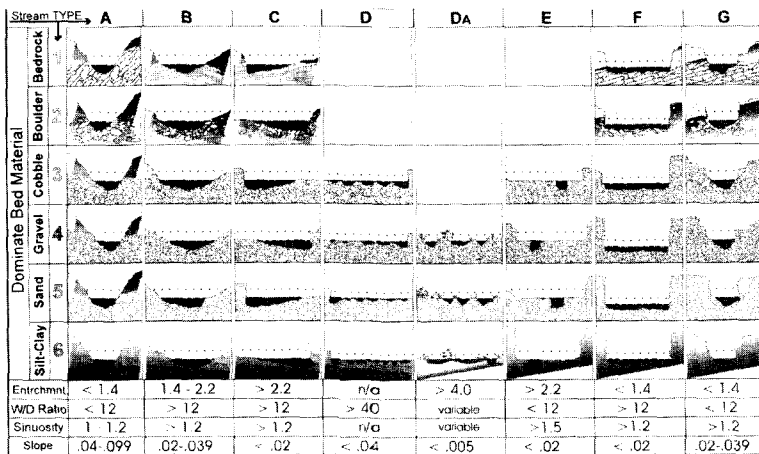 Stream TYPE A B C D DA E F G
Dominate Bed Material
Bedrock 1
Boulder 2
Cobble 3
Gravel 4
Sand 5
Silt-Clay 6
Entrchmnt. < 1.4 1.4 - 2.2 > 2.2 n/a > 4.0 > 2.2 < 1.4 < 1.4
W/D Ratio < 12 > 12 > 12 > 40 variable < 12 > 12 < 12
Sinuosity 1 - 1.2 > 1.2 > 1.2 n/a variable > 1.5 > 1.2 > 1.2
Slope .04-.099 .02-.039 < .02 < .04 < .005 < .02 < .02 .02-.039